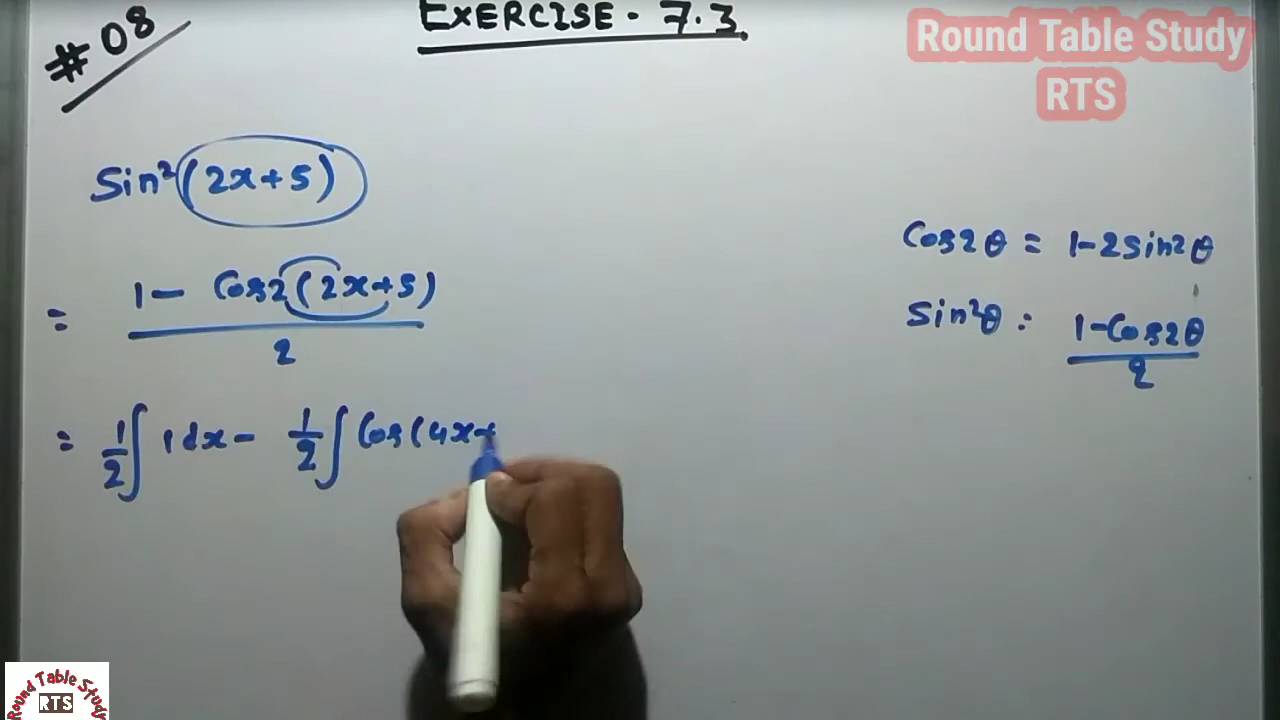 # 08
EXERCISE - 7.3
Round Table Study
RTS
Sin²(2x+5)
= 1 - Cos2(2x+5)
2
= 1/2 ∫ 1dx - 1/2 ∫ Cos(4x+
Cos2θ = 1-2Sin2θ
Sin²θ : 1-Cos2θ
2
Round Table Study
RTS